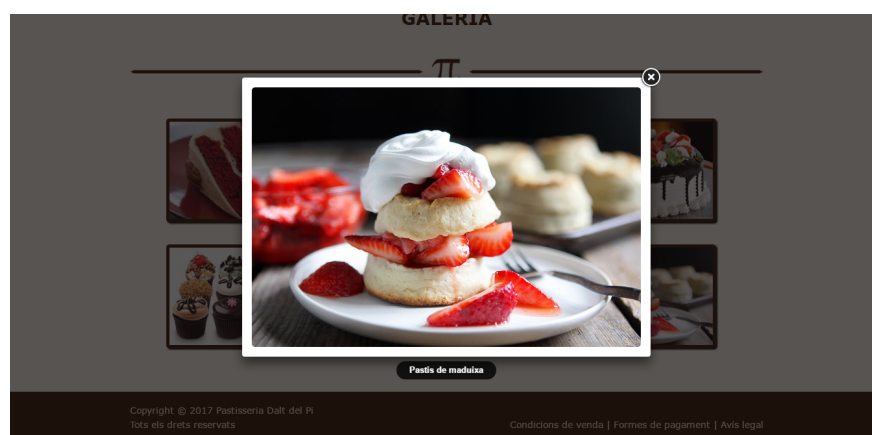 GALERIA
π
Pastís de maduixa
Copyright © 2017 Pastisseria Dalt del Pi
Tots els drets reservats
Condicions de venda | Formes de pagament | Avís legal